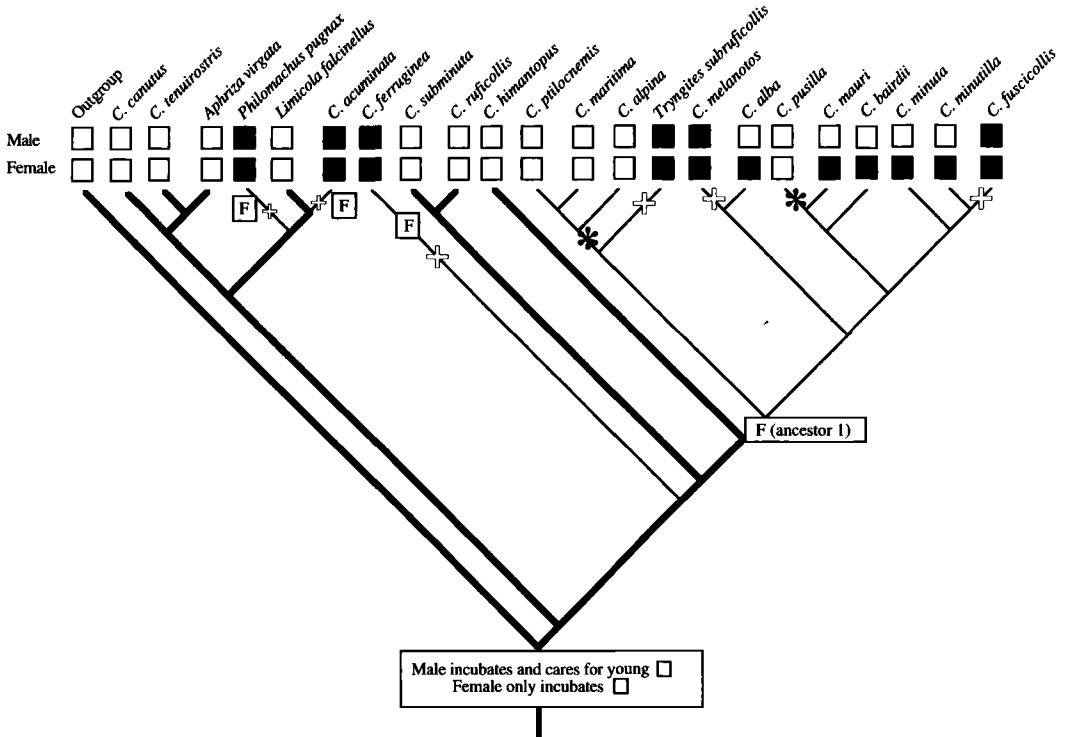 Outgroup
C. canutus
C. tenuirostris
Aphriza virgata
Philomachus pugnax
Limicola falcinellus
C. acuminata
C. ferruginea
C. subminuta
C. ruficollis
C. himantopus
C. ptilocnemis
C. maritima
C. alpina
Tryngites subruficollis
C. melanotos
C. alba
C. pusilla
C. mauri
C. bairdii
C. minuta
C. minutilla
C. fuscicollis
Male
Female
F
F
F
F (ancestor 1)
Male incubates and cares for young
Female only incubates